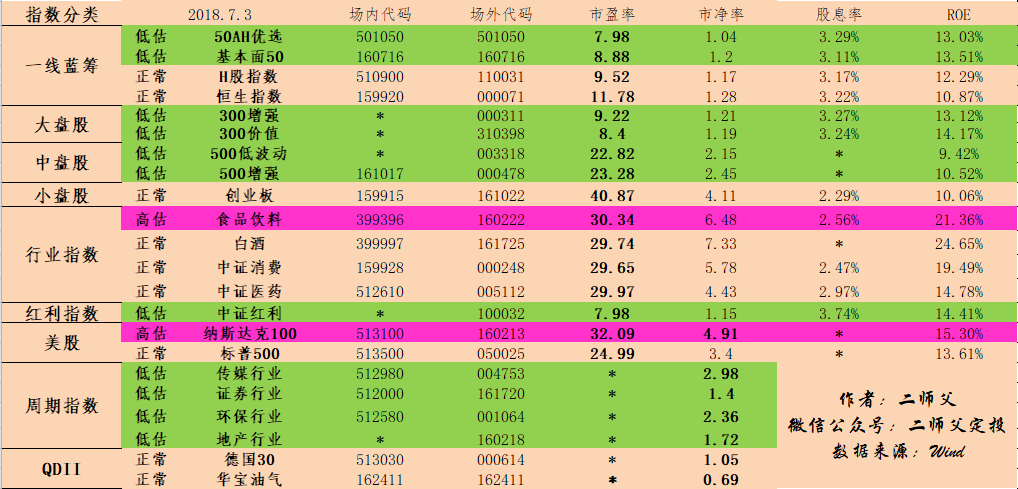 指数分类 2018.7.3 场内代码 场外代码 市盈率 市净率 股息率 ROE
一线蓝筹
低估 50AH优选 501050 501050 7.98 1.04 3.29% 13.03%
低估 基本面50 160716 160716 8.88 1.2 3.11% 13.51%
正常 H股指数 510900 110031 9.52 1.17 3.17% 12.29%
正常 恒生指数 159920 000071 11.78 1.28 3.22% 10.87%
大盘股
低估 300增强 * 000311 9.22 1.21 3.27% 13.12%
低估 300价值 * 310398 8.4 1.19 3.24% 14.17%
中盘股
低估 500低波动 * 003318 22.82 2.15 * 9.42%
低估 500增强 161017 000478 23.28 2.45 * 10.52%
小盘股 正常 创业板 159915 161022 40.87 4.11 2.29% 10.06%
行业指数
高估 食品饮料 399396 160222 30.34 6.48 2.56% 21.36%
正常 白酒 399997 161725 29.74 7.33 * 24.65%
正常 中证消费 159928 000248 29.65 5.78 2.47% 19.49%
正常 中证医药 512610 005112 29.97 4.43 2.97% 14.78%
红利指数 低估 中证红利 * 100032 7.98 1.15 3.74% 14.41%
美股
高估 纳斯达克100 513100 160213 32.09 4.91 * 15.30%
正常 标普500 513500 050025 24.99 3.4 * 13.61%
周期指数
低估 传媒行业 512980 004753 * 2.98
低估 证券行业 512000 161720 * 1.4
低估 环保行业 512580 001064 * 2.36
低估 地产行业 * 160218 * 1.72
QDII
正常 德国30 513030 000614 * 1.05
正常 华宝油气 162411 162411 * 0.69
作者：二师父
微信公众号：二师父定投
数据来源：Wind